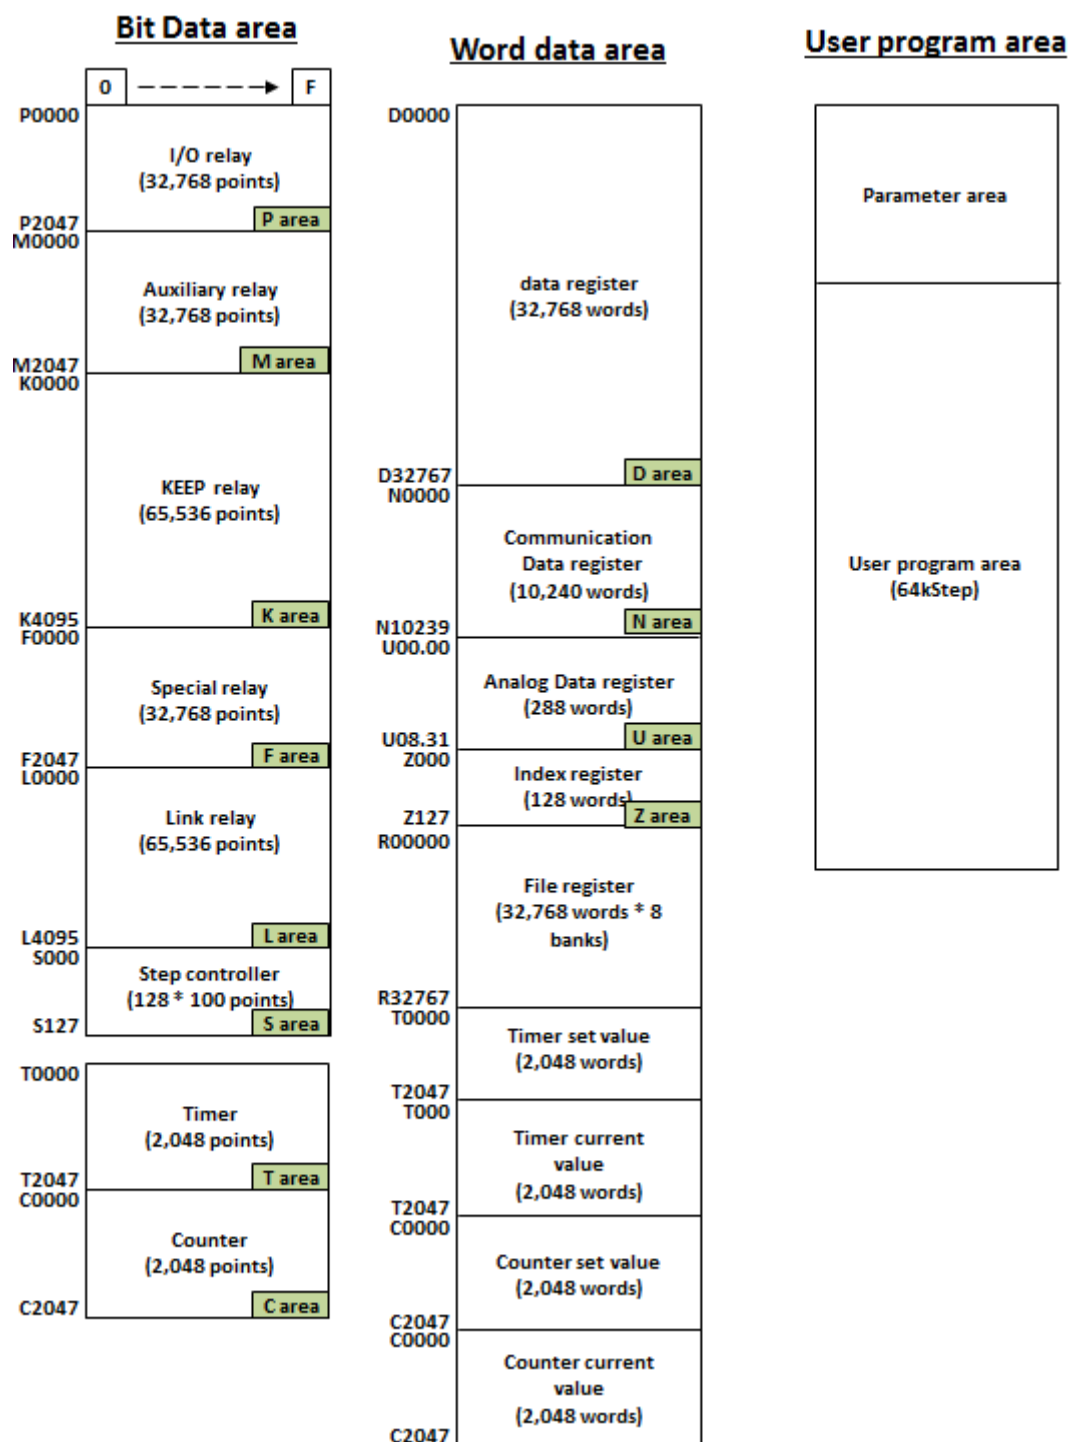 Bit Data area
0
F
P0000
I/O relay
(32,768 points)
P area
P2047
M0000
Auxiliary relay
(32,768 points)
M area
M2047
K0000
KEEP relay
(65,536 points)
K area
K4095
F0000
Special relay
(32,768 points)
F area
F2047
L0000
Link relay
(65,536 points)
L area
L4095
S000
Step controller
(128 * 100 points)
S area
S127
T0000
Timer
(2,048 points)
T area
T2047
C0000
Counter
(2,048 points)
C area
C2047
Word data area
D0000
data register
(32,768 words)
D area
D32767
N0000
Communication
Data register
(10,240 words)
N area
N10239
U00.00
Analog Data register
(288 words)
U area
U08.31
Z000
Index register
(128 words)
Z area
Z127
R00000
File register
(32,768 words * 8
banks)
R32767
T0000
Timer set value
(2,048 words)
T2047
T000
Timer current
value
(2,048 words)
T2047
C0000
Counter set value
(2,048 words)
C2047
C0000
Counter current
value
(2,048 words)
C2047
User program area
Parameter area
User program area
(64kStep)